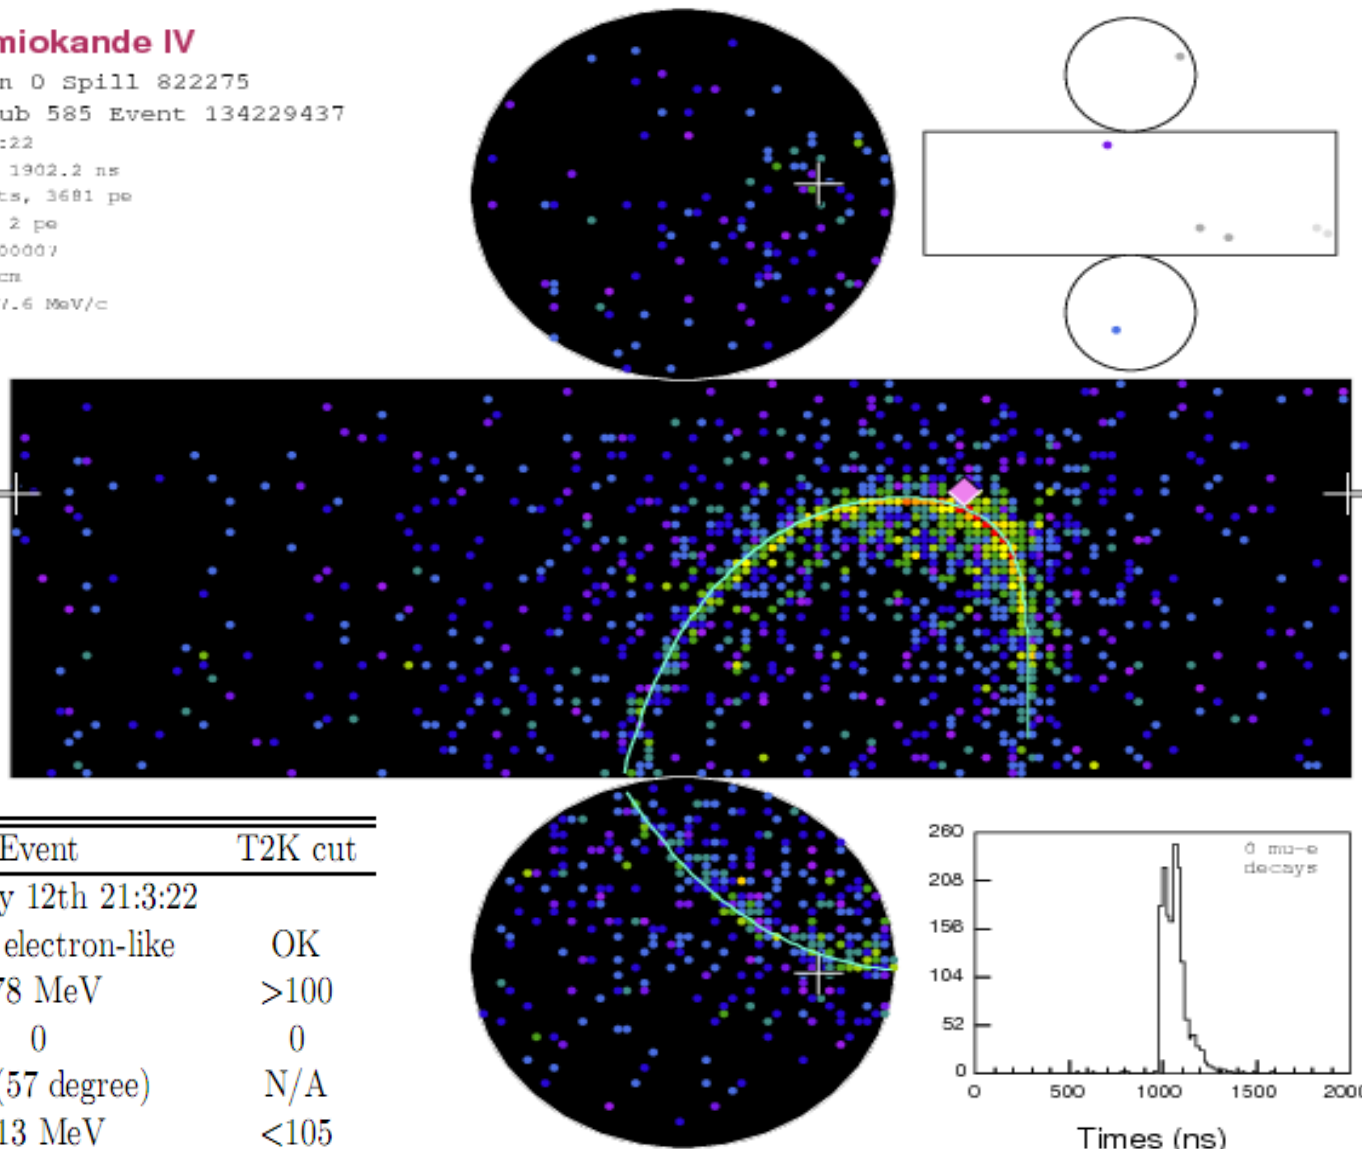 miokande IV
n 0 Spill 822275
ub 585 Event 134229437
:22
1902.2 ns
ts, 3681 pe
2 pe
00007
cm
7.6 MeV/c
Event T2K cut
y 12th 21:3:22
electron-like OK
78 MeV >100
0 0
(57 degree) N/A
13 MeV <105
0 mu-e
decays
260
208
156
104
52
0
0 500 1000 1500 2000
Times (ns)